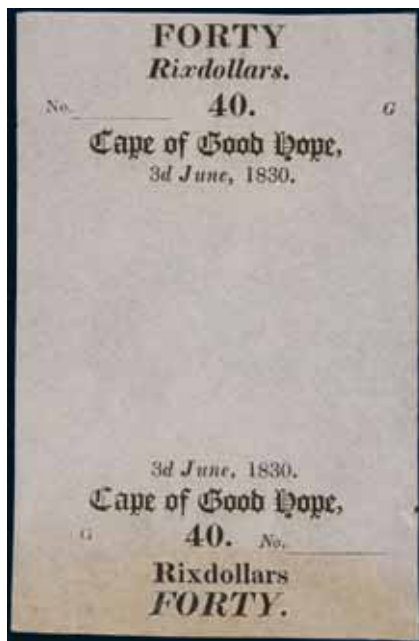 FORTY
Rixdollars.
No. 40. G
Cape of Good Hope,
3d June, 1830.
3d June, 1830.
Cape of Good Hope,
G 40. No.
Rixdollars
FORTY.